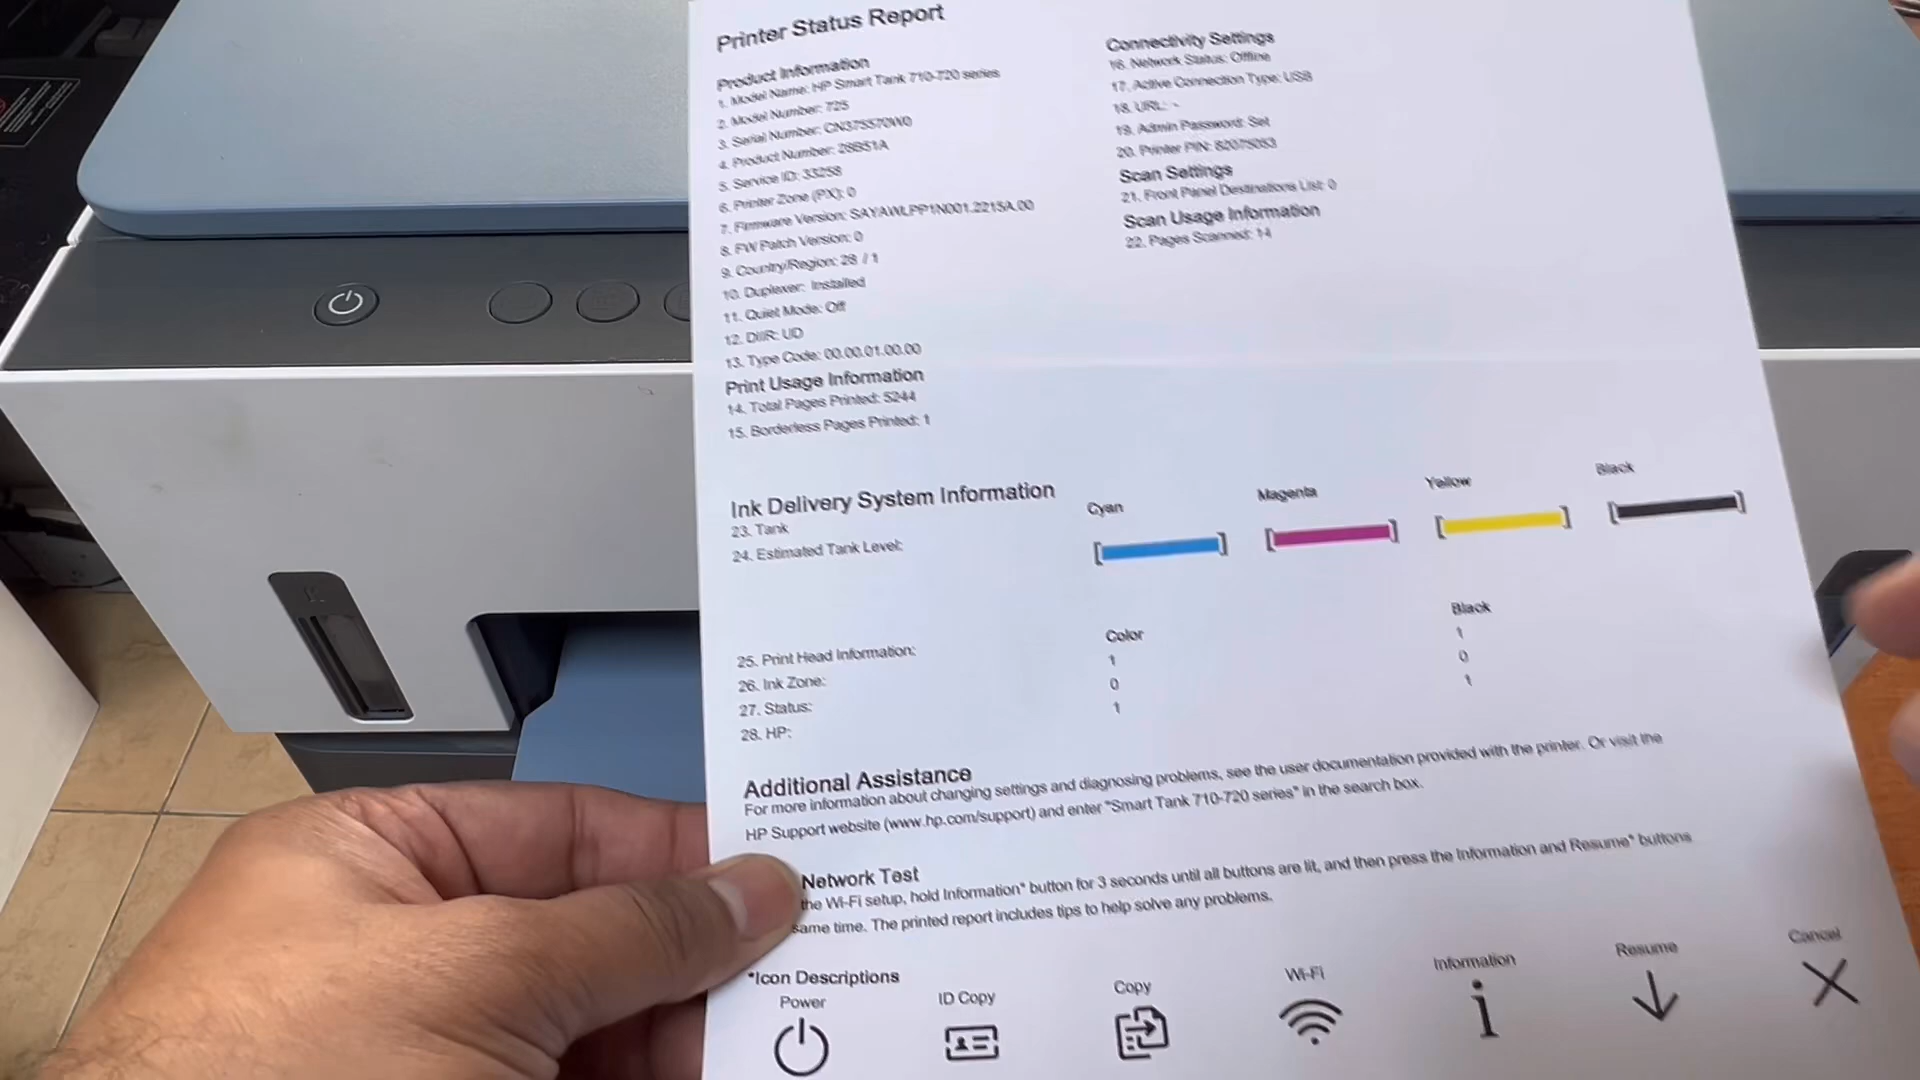 Printer Status Report
Product Information
1. Model Name: HP Smart Tank 710-720 series
2. Model Number: 725
3. Serial Number: CN375570W0
4. Product Number: 28B51A
5. Service ID: 33258
6. Printer Zone (PX): 0
7. Firmware Version: SAYAWLPP1N001.2215A.00
8. FW Patch Version: 0
9. Country/Region: 28 / 1
10. Duplexer: Installed
11. Quiet Mode: Off
12. DIIR: UD
13. Type Code: 00.00.01.00.00
Print Usage Information
14. Total Pages Printed: 5244
15. Borderless Pages Printed: 1
Connectivity Settings
16. Network Status: Offline
17. Active Connection Type: USB
18. URL: -
19. Admin Password: Set
20. Printer PIN: 82075053
Scan Settings
21. Front Panel Destinations List: 0
Scan Usage Information
22. Pages Scanned: 14
Ink Delivery System Information
23. Tank
24. Estimated Tank Level:
Cyan Magenta Yellow Black
Color Black
25. Print Head Information: 1 1
26. Ink Zone: 0 0
27. Status: 1 1
28. HP:
Additional Assistance
For more information about changing settings and diagnosing problems, see the user documentation provided with the printer. Or visit the
HP Support website (www.hp.com/support) and enter "Smart Tank 710-720 series" in the search box.
Network Test
the Wi-Fi setup, hold Information* button for 3 seconds until all buttons are lit, and then press the Information and Resume* buttons
same time. The printed report includes tips to help solve any problems.
*Icon Descriptions
Power ID Copy Copy Wi-Fi Information Resume Cancel